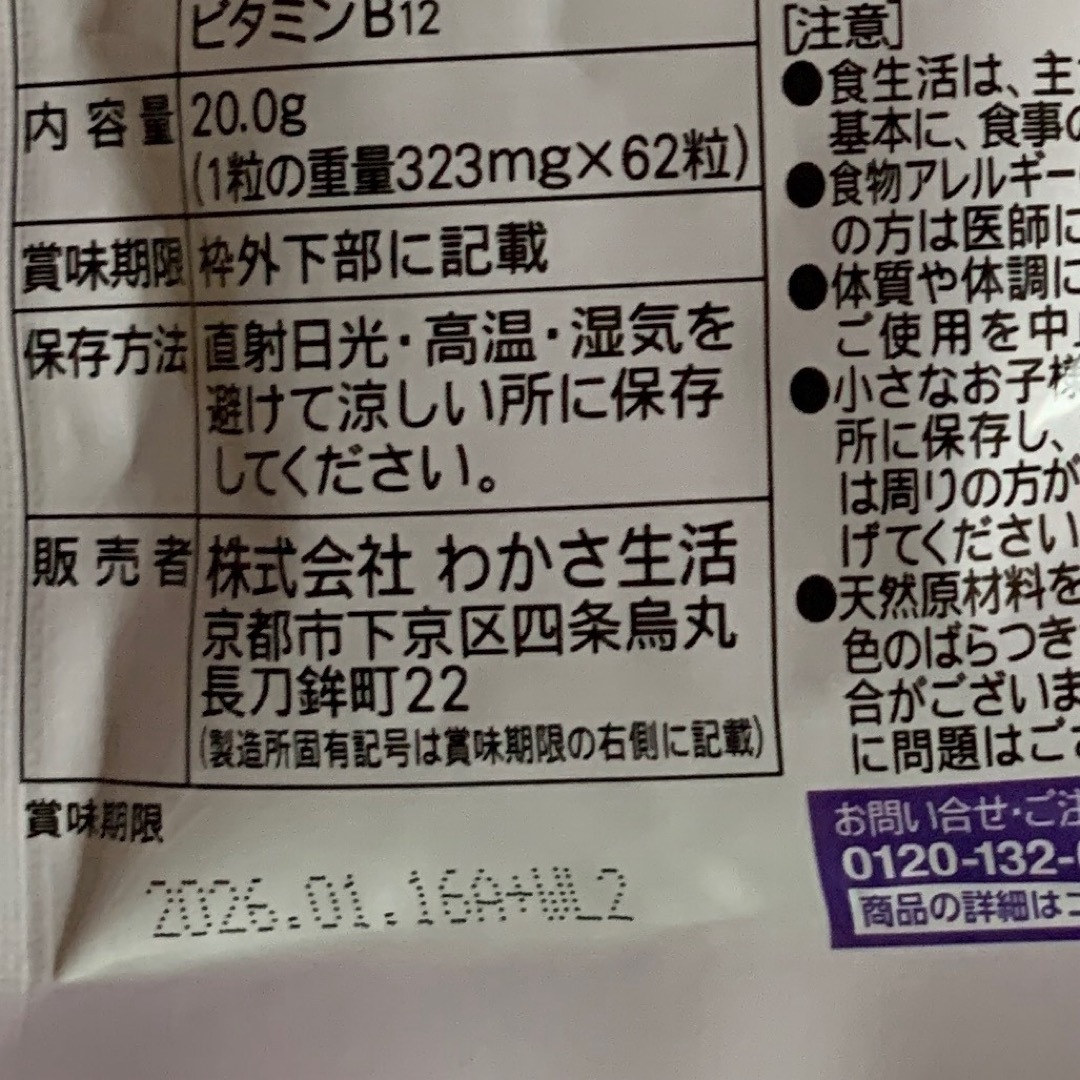 ビタミンB12
内容量
20.0g
(1粒の重量323mg×62粒)
賞味期限
枠外下部に記載
保存方法
直射日光・高温・湿気を
避けて涼しい所に保存
してください。
販売者
株式会社 わかさ生活
京都市下京区四条烏丸
長刀鉾町22
(製造所固有記号は賞味期限の右側に記載)
賞味期限
2026.01.16A+WL2
[注意]
●食生活は、主
基本に、食事の
●食物アレルギー
の方は医師に
●体質や体調に
ご使用を中
●小さなお子様
所に保存し、
は周りの方が
げてください
●天然原材料を
色のばらつき
合がございま
に問題はござ
お問い合せ・ご注
0120-132-
商品の詳細はこ